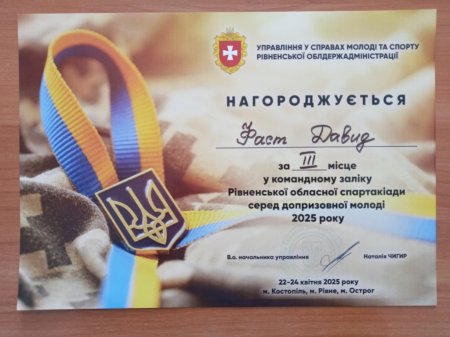 УПРАВЛІННЯ У СПРАВАХ МОЛОДІ ТА СПОРТУ
РІВНЕНСЬКОЇ ОБЛДЕРЖАДМІНІСТРАЦІЇ
НАГОРОДЖУЄТЬСЯ
Фаст Давид
за III місце
у командному заліку
Рівненської обласної спартакіади
серед допризовної молоді
2025 року
В.о. начальника управління Наталія ЧИГИР
22–24 квітня 2025 року
м. Костопіль, м. Рівне, м. Острог